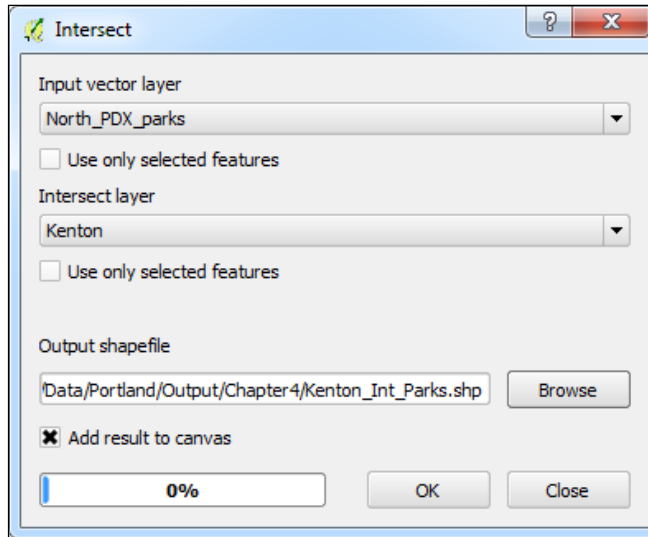 Intersect
Input vector layer
North_PDX_parks
Use only selected features
Intersect layer
Kenton
Use only selected features
Output shapefile
/Data/Portland/Output/Chapter4/Kenton_Int_Parks.shp
Browse
Add result to canvas
0%
OK
Close